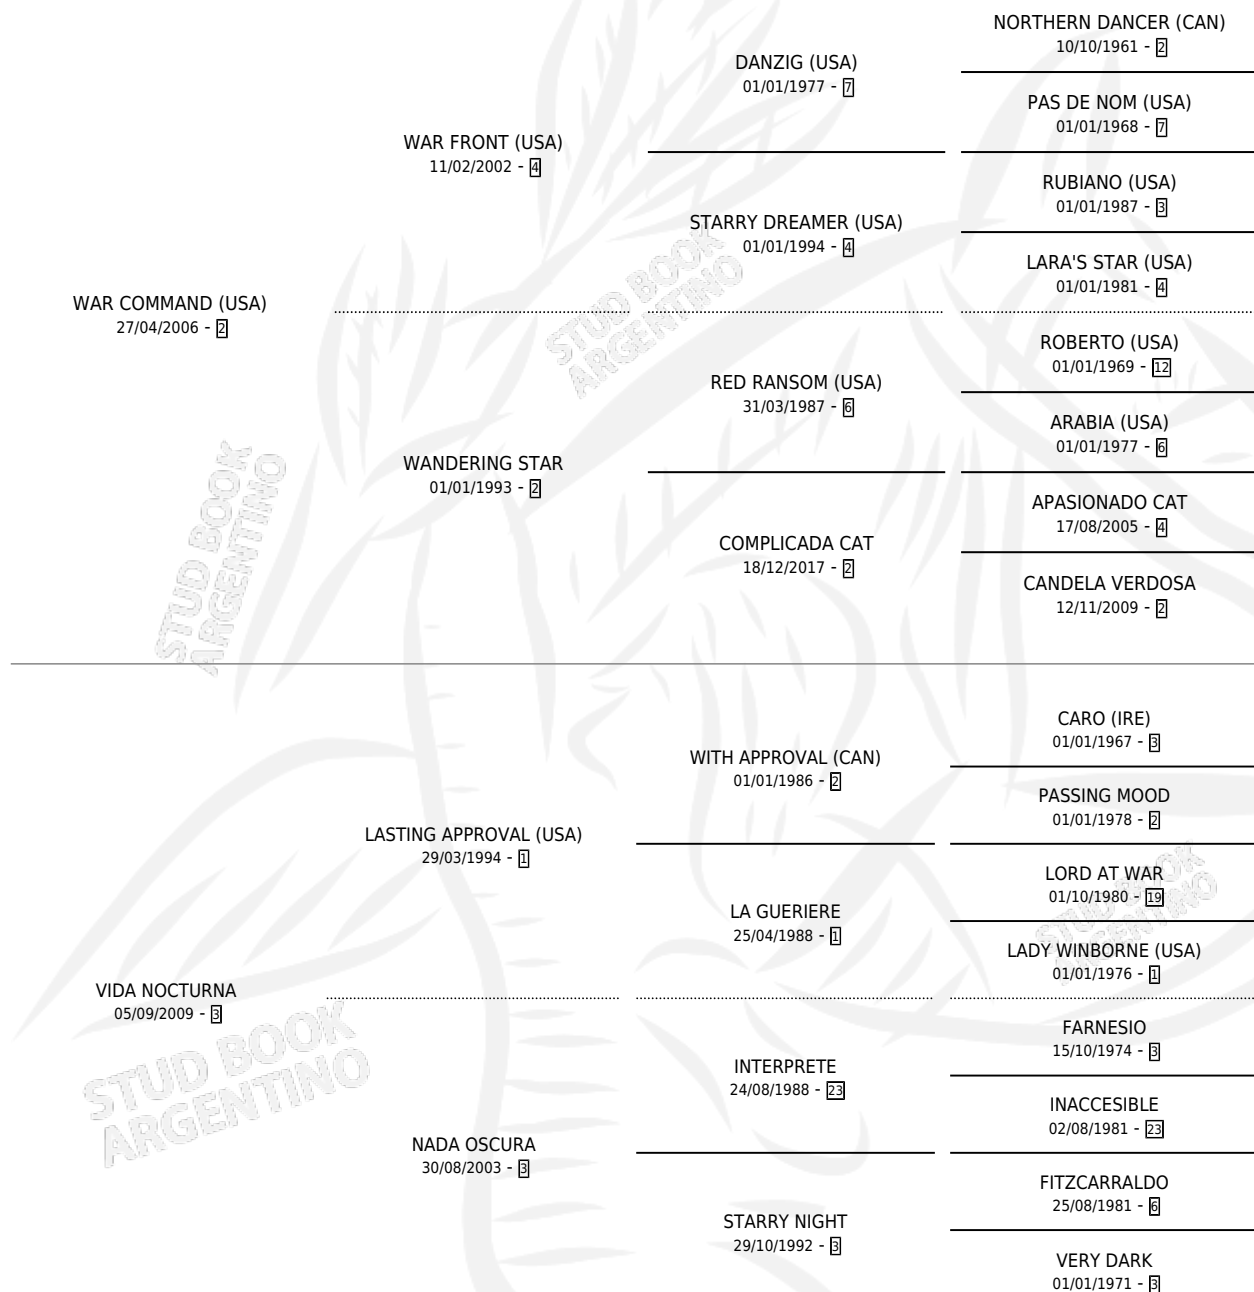 NORTHERN DANCER (CAN)
10/10/1961 - 2
DANZIG (USA)
01/01/1977 - 7
PAS DE NOM (USA)
01/01/1968 - 7
WAR FRONT (USA)
11/02/2002 - 4
RUBIANO (USA)
01/01/1987 - 3
STARRY DREAMER (USA)
01/01/1994 - 4
LARA'S STAR (USA)
01/01/1981 - 4
WAR COMMAND (USA)
27/04/2006 - 2
ROBERTO (USA)
01/01/1969 - 12
RED RANSOM (USA)
31/03/1987 - 6
ARABIA (USA)
01/01/1977 - 6
WANDERING STAR
01/01/1993 - 2
APASIONADO CAT
17/08/2005 - 4
COMPLICADA CAT
18/12/2017 - 2
CANDELA VERDOSA
12/11/2009 - 2
CARO (IRE)
01/01/1967 - 3
WITH APPROVAL (CAN)
01/01/1986 - 2
PASSING MOOD
01/01/1978 - 2
LASTING APPROVAL (USA)
29/03/1994 - 1
LORD AT WAR
01/10/1980 - 19
LA GUERIERE
25/04/1988 - 1
LADY WINBORNE (USA)
01/01/1976 - 1
VIDA NOCTURNA
05/09/2009 - 3
FARNESIO
15/10/1974 - 3
INTERPRETE
24/08/1988 - 23
INACCESIBLE
02/08/1981 - 23
NADA OSCURA
30/08/2003 - 3
FITZCARRALDO
25/08/1981 - 6
STARRY NIGHT
29/10/1992 - 3
VERY DARK
01/01/1971 - 3
STUD BOOK
ARGENTINO
STUD BOOK
ARGENTINO
STUD BOOK
ARGENTINO
STUD BOOK
ARGENTINO